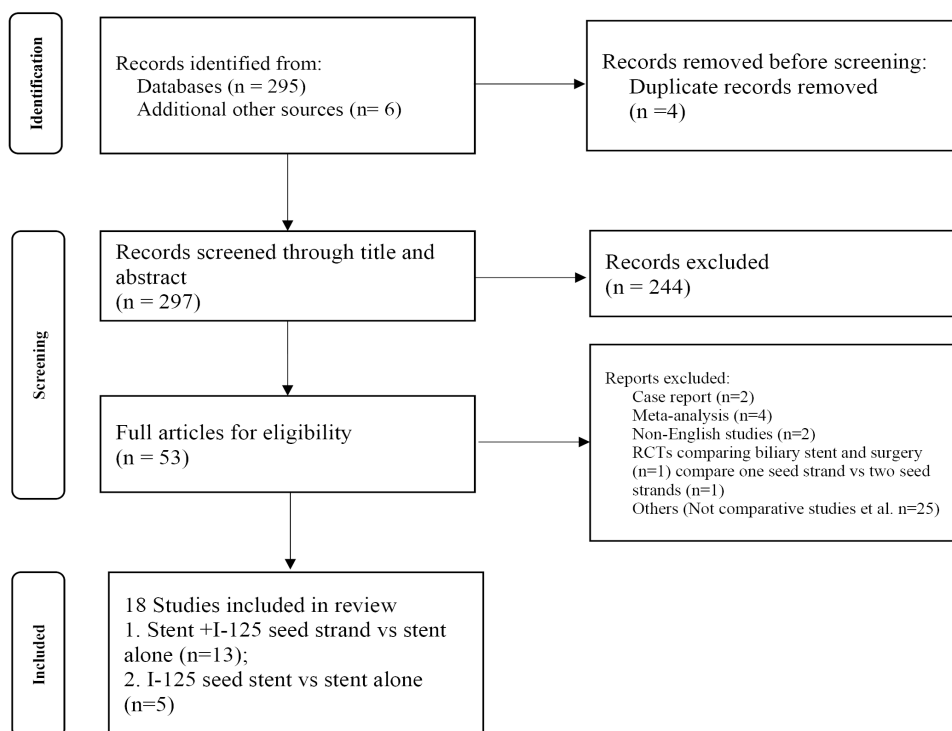 Identification
Records identified from:
Databases (n = 295)
Additional other sources (n= 6)
Records removed before screening:
Duplicate records removed
(n =4)
Screening
Records screened through title and
abstract
(n = 297)
Records excluded
(n = 244)
Full articles for eligibility
(n = 53)
Reports excluded:
Case report (n=2)
Meta-analysis (n=4)
Non-English studies (n=2)
RCTs comparing biliary stent and surgery
(n=1) compare one seed strand vs two seed
strands (n=1)
Others (Not comparative studies et al. n=25)
Included
18 Studies included in review
1. Stent +I-125 seed strand vs stent
alone (n=13);
2. I-125 seed stent vs stent alone
(n=5)